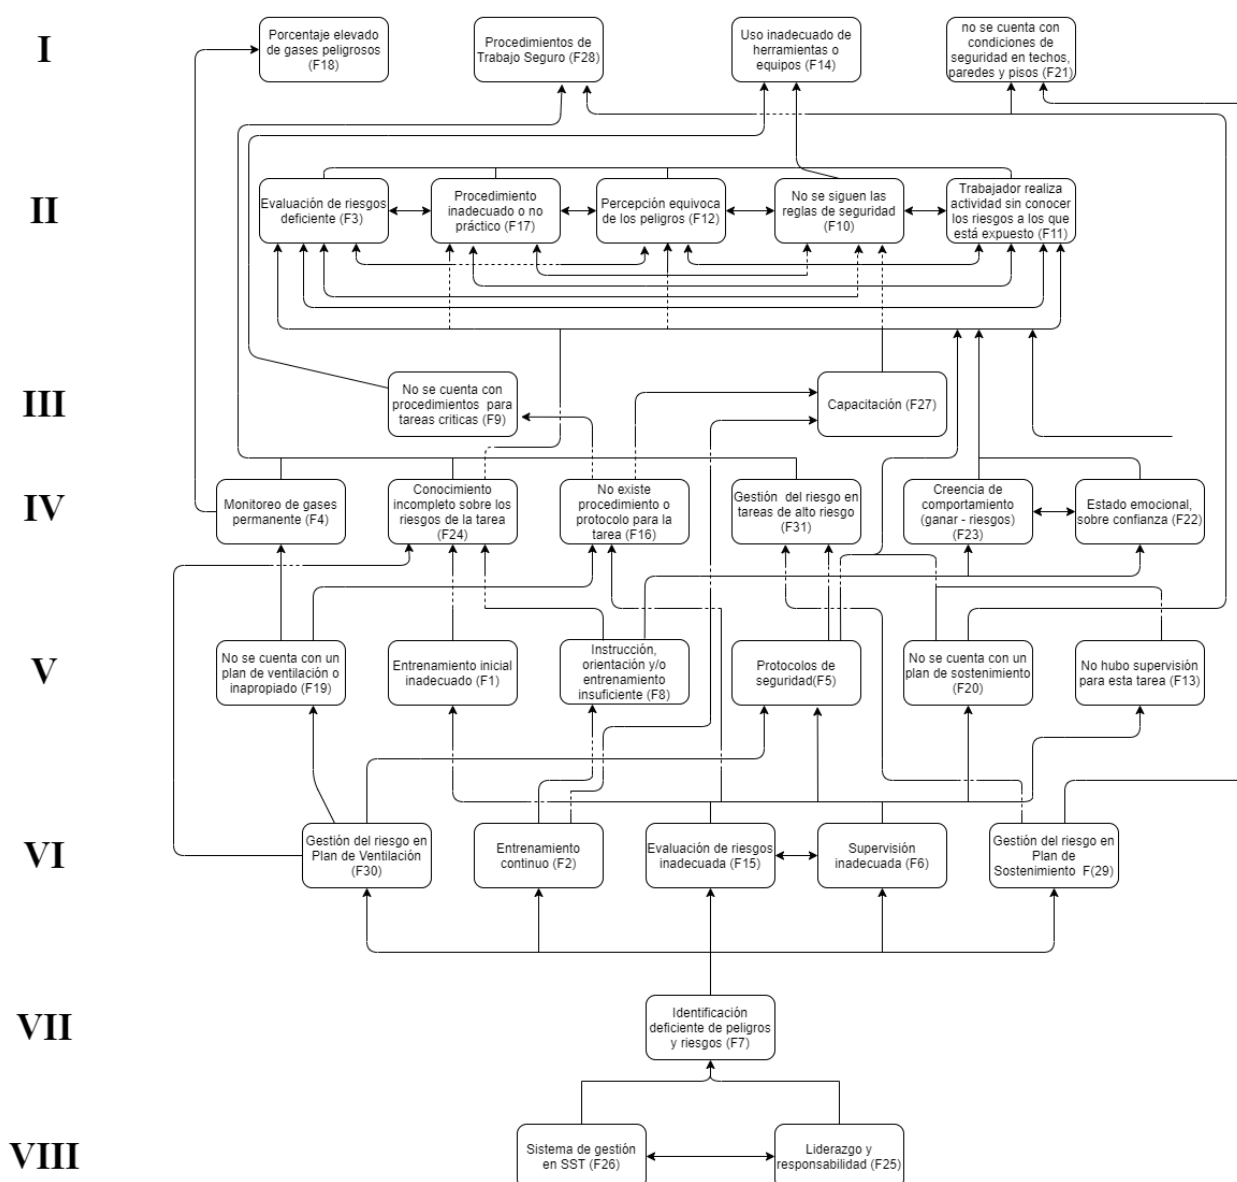 I
Porcentaje elevado
de gases peligrosos
(F18)
Procedimientos de
Trabajo Seguro (F28)
Uso inadecuado de
herramientas o
equipos (F14)
no se cuenta con
condiciones de
seguridad en techos,
paredes y pisos (F21)
II
Evaluación de riesgos
deficiente (F3)
Procedimiento
inadecuado o no
práctico (F17)
Percepción equivoca
de los peligros (F12)
No se siguen las
reglas de seguridad
(F10)
Trabajador realiza
actividad sin conocer
los riesgos a los que
está expuesto (F11)
III
No se cuenta con
procedimientos para
tareas criticas (F9)
Capacitación (F27)
IV
Monitoreo de gases
permanente (F4)
Conocimiento
incompleto sobre los
riesgos de la tarea
(F24)
No existe
procedimiento o
protocolo para la
tarea (F16)
Gestión del riesgo en
tareas de alto riesgo
(F31)
Creencia de
comportamiento
(ganar - riesgos)
(F23)
Estado emocional,
sobre confianza (F22)
V
No se cuenta con un
plan de ventilación o
inapropiado (F19)
Entrenamiento inicial
inadecuado (F1)
Instrucción,
orientación y/o
entrenamiento
insuficiente (F8)
Protocolos de
seguridad(F5)
No se cuenta con un
plan de sostenimiento
(F20)
No hubo supervisión
para esta tarea (F13)
VI
Gestión del riesgo en
Plan de Ventilación
(F30)
Entrenamiento
continuo (F2)
Evaluación de riesgos
inadecuada (F15)
Supervisión
inadecuada (F6)
Gestión del riesgo en
Plan de
Sostenimiento F(29)
VII
Identificación
deficiente de peligros
y riesgos (F7)
VIII
Sistema de gestión
en SST (F26)
Liderazgo y
responsabilidad (F25)